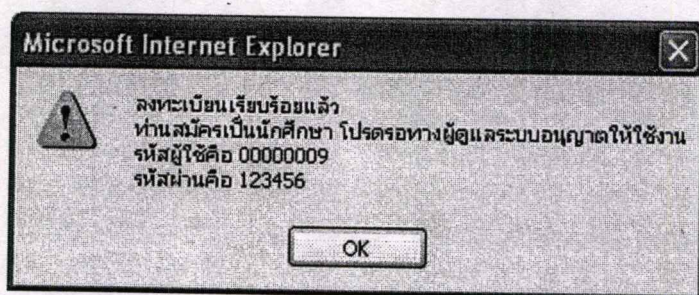 Microsoft Internet Explorer
ลงทะเบียนเรียบร้อยแล้ว
ท่านสมัครเป็นนักศึกษา โปรดรอทางผู้ดูแลระบบอนุญาตให้ใช้งาน
รหัสผู้ใช้คือ 00000009
รหัสผ่านคือ 123456
OK